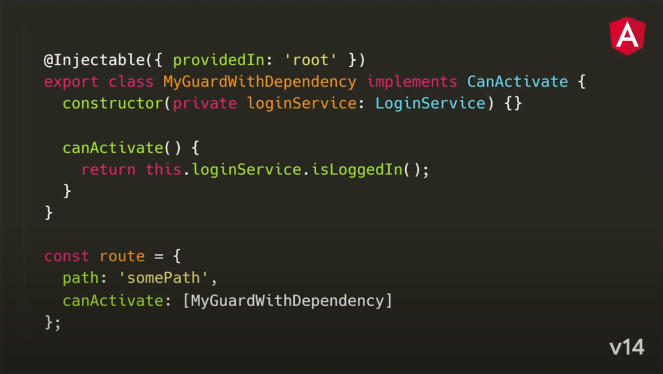 @Injectable({ providedIn: 'root' })
export class MyGuardWithDependency implements CanActivate {
  constructor(private loginService: LoginService) {}

  canActivate() {
    return this.loginService.isLoggedIn();
  }
}

const route = {
  path: 'somePath',
  canActivate: [MyGuardWithDependency]
};
A
v14